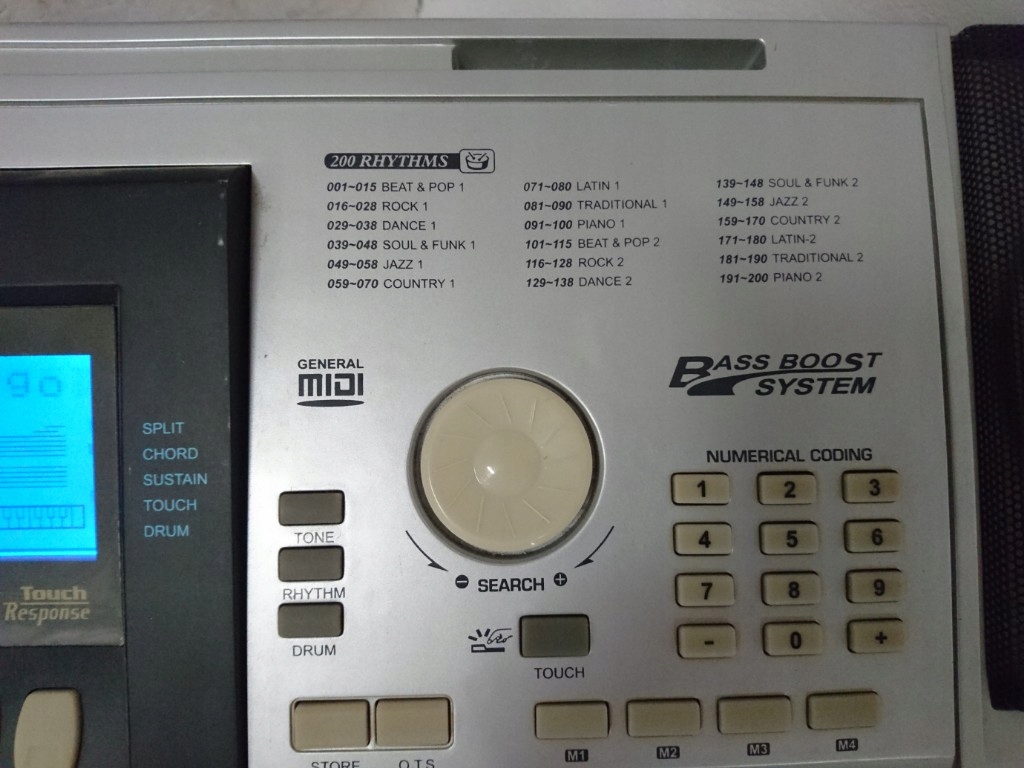 200 RHYTHMS
001~015 BEAT & POP 1
016~028 ROCK 1
029~038 DANCE 1
039~048 SOUL & FUNK 1
049~058 JAZZ 1
059~070 COUNTRY 1
071~080 LATIN 1
081~090 TRADITIONAL 1
091~100 PIANO 1
101~115 BEAT & POP 2
116~128 ROCK 2
129~138 DANCE 2
139~148 SOUL & FUNK 2
149~158 JAZZ 2
159~170 COUNTRY 2
171~180 LATIN-2
181~190 TRADITIONAL 2
191~200 PIANO 2
GENERAL
MIDI
BASS BOOST
SYSTEM
go
SPLIT
CHORD
SUSTAIN
TOUCH
DRUM
Touch
Response
TONE
RHYTHM
DRUM
- SEARCH +
TOUCH
NUMERICAL CODING
1 2 3
4 5 6
7 8 9
- 0 +
STORE O.T.S
M1 M2 M3 M4